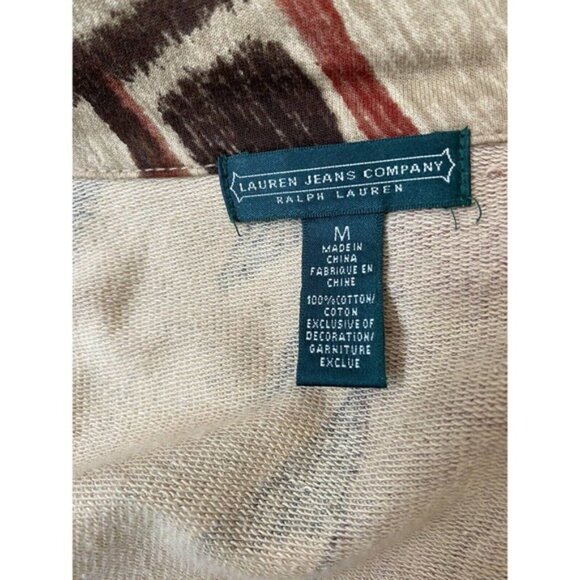 LAUREN JEANS COMPANY
RALPH LAUREN
M
MADE IN
CHINA
FABRIQUE EN
CHINE
100%COTTON/
COTON
EXCLUSIVE OF
DECORATION/
GARNITURE
EXCLUE